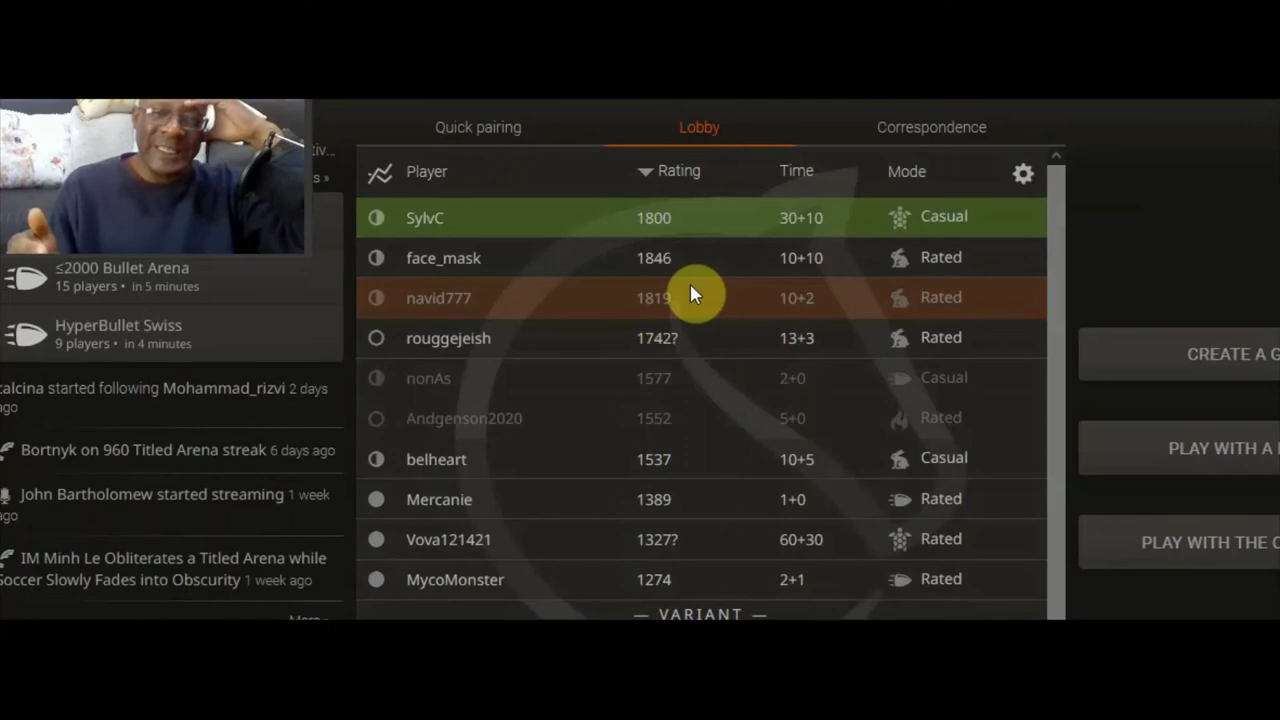 Quick pairing Lobby Correspondence
Player Rating Time Mode
SylvC 1800 30+10 Casual
face_mask 1846 10+10 Rated
navid777 1819 10+2 Rated
rouggejeish 1742? 13+3 Rated
nonAs 1577 2+0 Casual
Andgenson2020 1552 5+0 Rated
belheart 1537 10+5 Casual
Mercanie 1389 1+0 Rated
Vova121421 1327? 60+30 Rated
MycoMonster 1274 2+1 Rated
— VARIANT —
tiv...
s »
≤2000 Bullet Arena
15 players • in 5 minutes
HyperBullet Swiss
9 players • in 4 minutes
calcina started following Mohammad_rizvi 2 days
ago
Bortnyk on 960 Titled Arena streak 6 days ago
John Bartholomew started streaming 1 week
ago
IM Minh Le Obliterates a Titled Arena while
Soccer Slowly Fades into Obscurity 1 week ago
CREATE A G
PLAY WITH A
PLAY WITH THE C